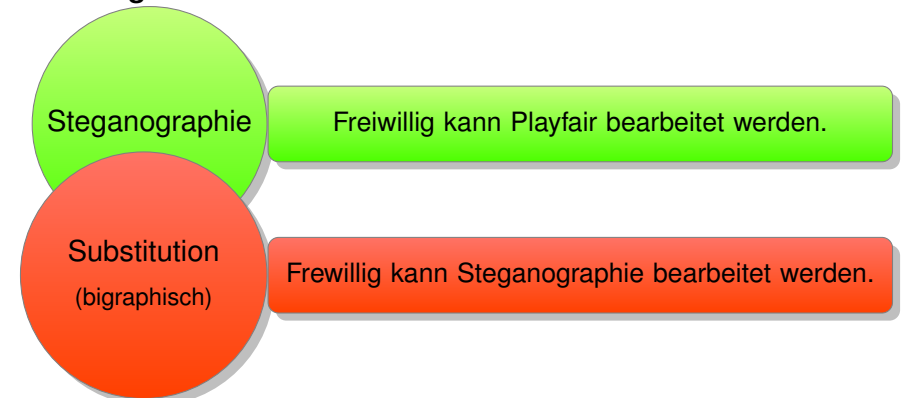 Steganographie
Freiwillig kann Playfair bearbeitet werden.
Substitution
(bigraphisch)
Frewillig kann Steganographie bearbeitet werden.